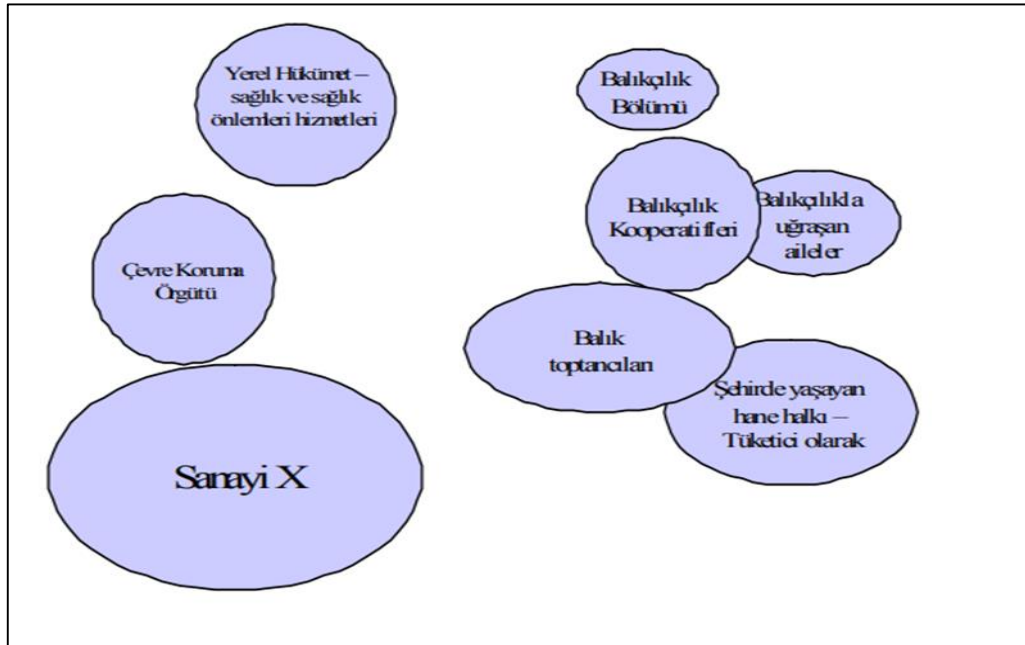 Yerel Hükümet –
sağlık ve sağlık
önlemleri hizmetleri
Balıkçılık
Bölümü
Balıkçılık
Kooperatifleri
Balıkçılıkla
uğraşan
aileler
Çevre Koruma
Örgütü
Balık
toptancıları
Şehirde yaşayan
hane halkı –
Tüketici olarak
Sanayi X